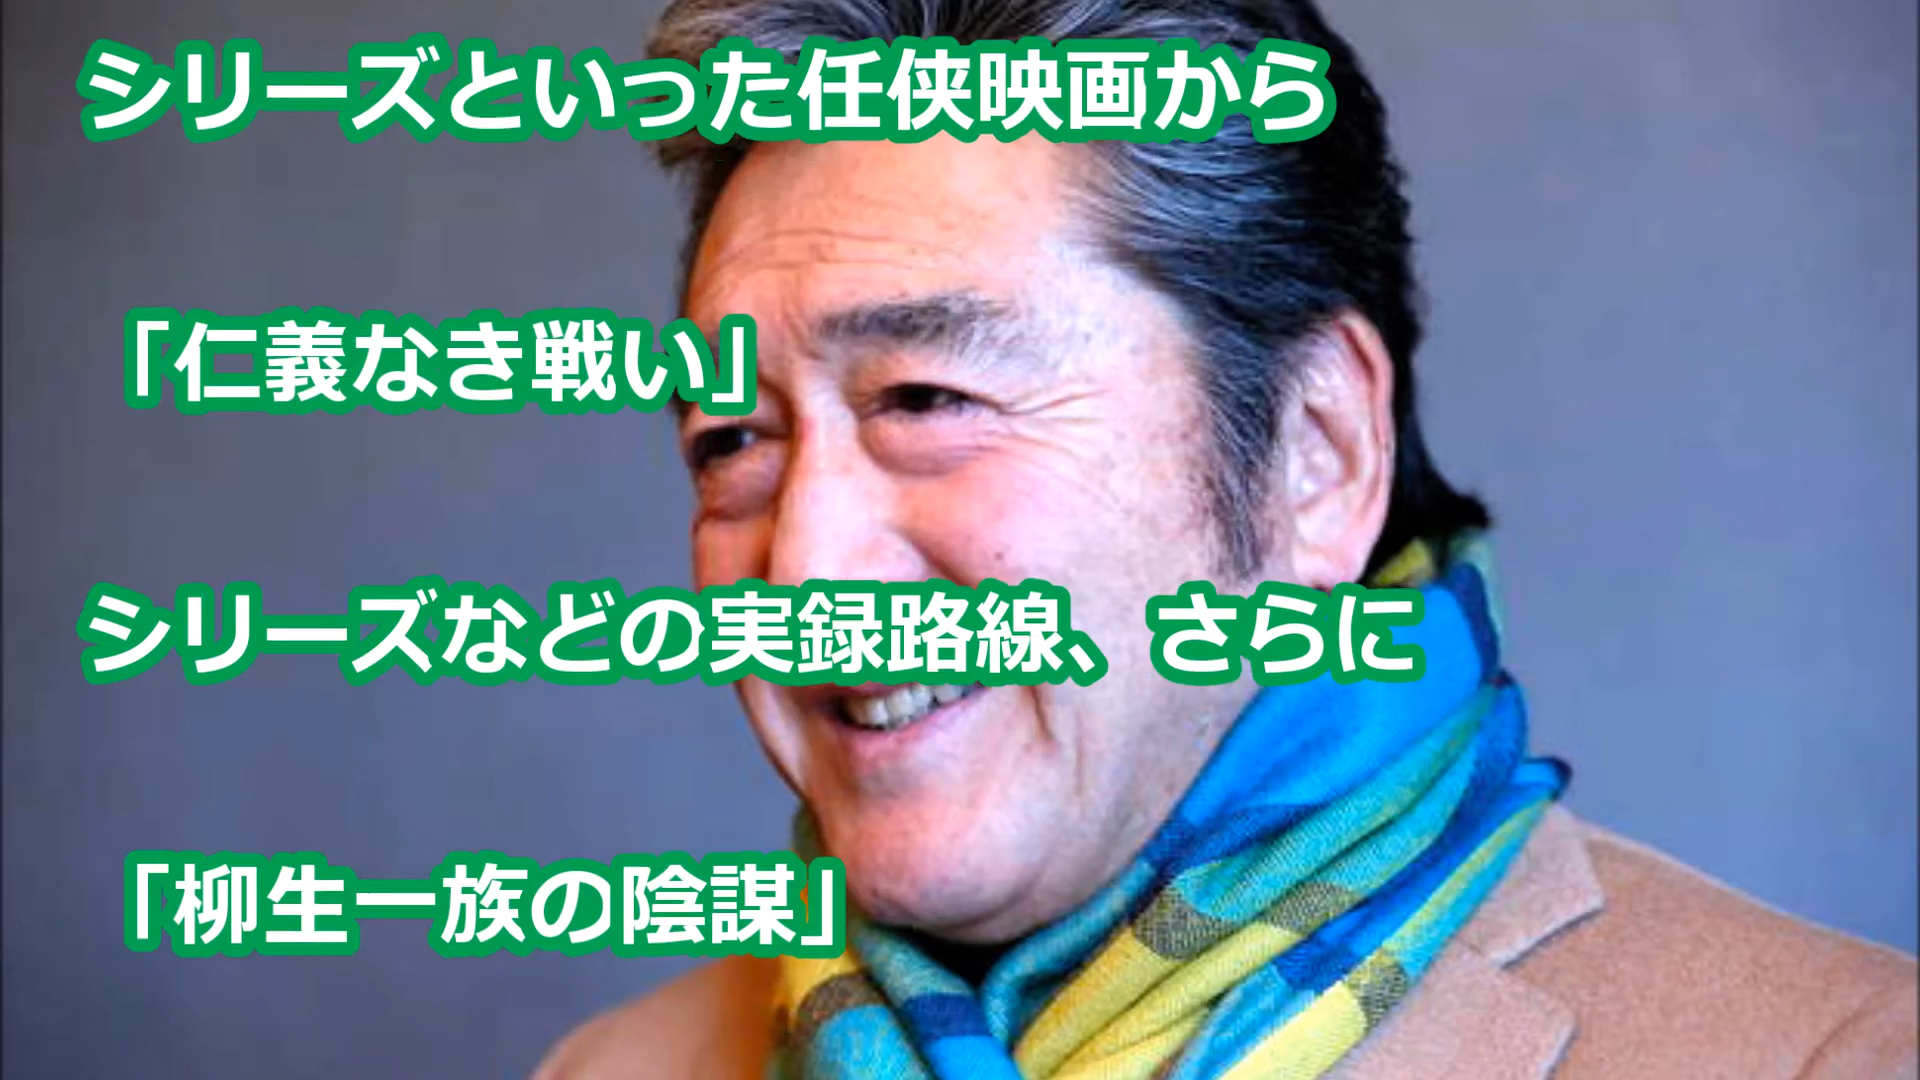 シリーズといった任侠映画から
「仁義なき戦い」
シリーズなどの実録路線、さらに
「柳生一族の陰謀」